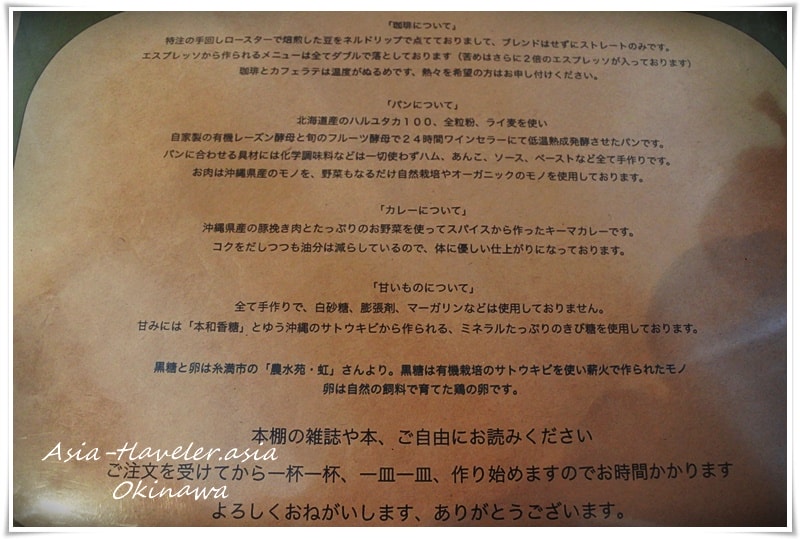 「珈琲について」
特注の手回しロースターで焙煎した豆をネルドリップで点てておりまして、ブレンドはせずにストレートのみです。
エスプレッソから作られるメニューは全てダブルで落としております（苦めはさらに２倍のエスプレッソが入っております）
珈琲とカフェラテは温度がぬるめです、熱々を希望の方はお申し付けください。
「パンについて」
北海道産のハルユタカ１００、全粒粉、ライ麦を使い
自家製の有機レーズン酵母と旬のフルーツ酵母で２４時間ワインセラーにて低温熟成発酵させたパンです。
パンに合わせる具材には化学調味料などは一切使わずハム、あんこ、ソース、ペーストなど全て手作りです。
お肉は沖縄県産のモノを、野菜もなるだけ自然栽培やオーガニックのモノを使用しております。
「カレーについて」
沖縄県産の豚挽き肉とたっぷりのお野菜を使ってスパイスから作ったキーマカレーです。
コクをだしつつも油分は減らしているので、体に優しい仕上がりになっております。
「甘いものについて」
全て手作りで、白砂糖、膨張剤、マーガリンなどは使用しておりません。
甘みには「本和香糖」とゆう沖縄のサトウキビから作られる、ミネラルたっぷりのきび糖を使用しております。
黒糖と卵は糸満市の「農水苑・虹」さんより。黒糖は有機栽培のサトウキビを使い薪火で作られたモノ
卵は自然の飼料で育てた鶏の卵です。
本棚の雑誌や本、ご自由にお読みください
ご注文を受けてから一杯一杯、一皿一皿、作り始めますのでお時間かかります
よろしくおねがいします、ありがとうございます。
Asia-traveler.asia
Okinawa